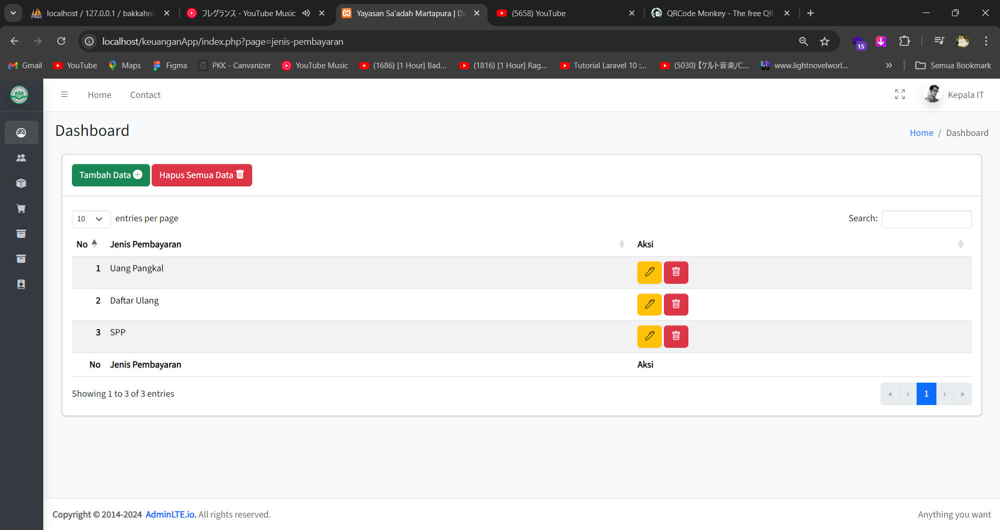 localhost / 127.0.0.1 / bakkahm
フレグランス - YouTube Music
Yayasan Sa'adah Martapura | Da
(5658) YouTube
QRCode Monkey - The free QR
localhost/keuanganApp/index.php?page=jenis-pembayaran
15
Gmail
YouTube
Maps
Figma
PKK - Canvanizer
YouTube Music
(1686) [1 Hour] Bad...
(1816) [1 Hour] Rag...
Tutorial Laravel 10 :...
(5030)【ケルト音楽/C...
www.lightnovelworl...
Semua Bookmark
Home
Contact
Kepala IT
Dashboard
Home / Dashboard
Tambah Data
Hapus Semua Data
10 entries per page
Search:
No Jenis Pembayaran Aksi
1 Uang Pangkal
2 Daftar Ulang
3 SPP
No Jenis Pembayaran Aksi
Showing 1 to 3 of 3 entries
« ‹ 1 › »
Copyright © 2014-2024 AdminLTE.io. All rights reserved.
Anything you want